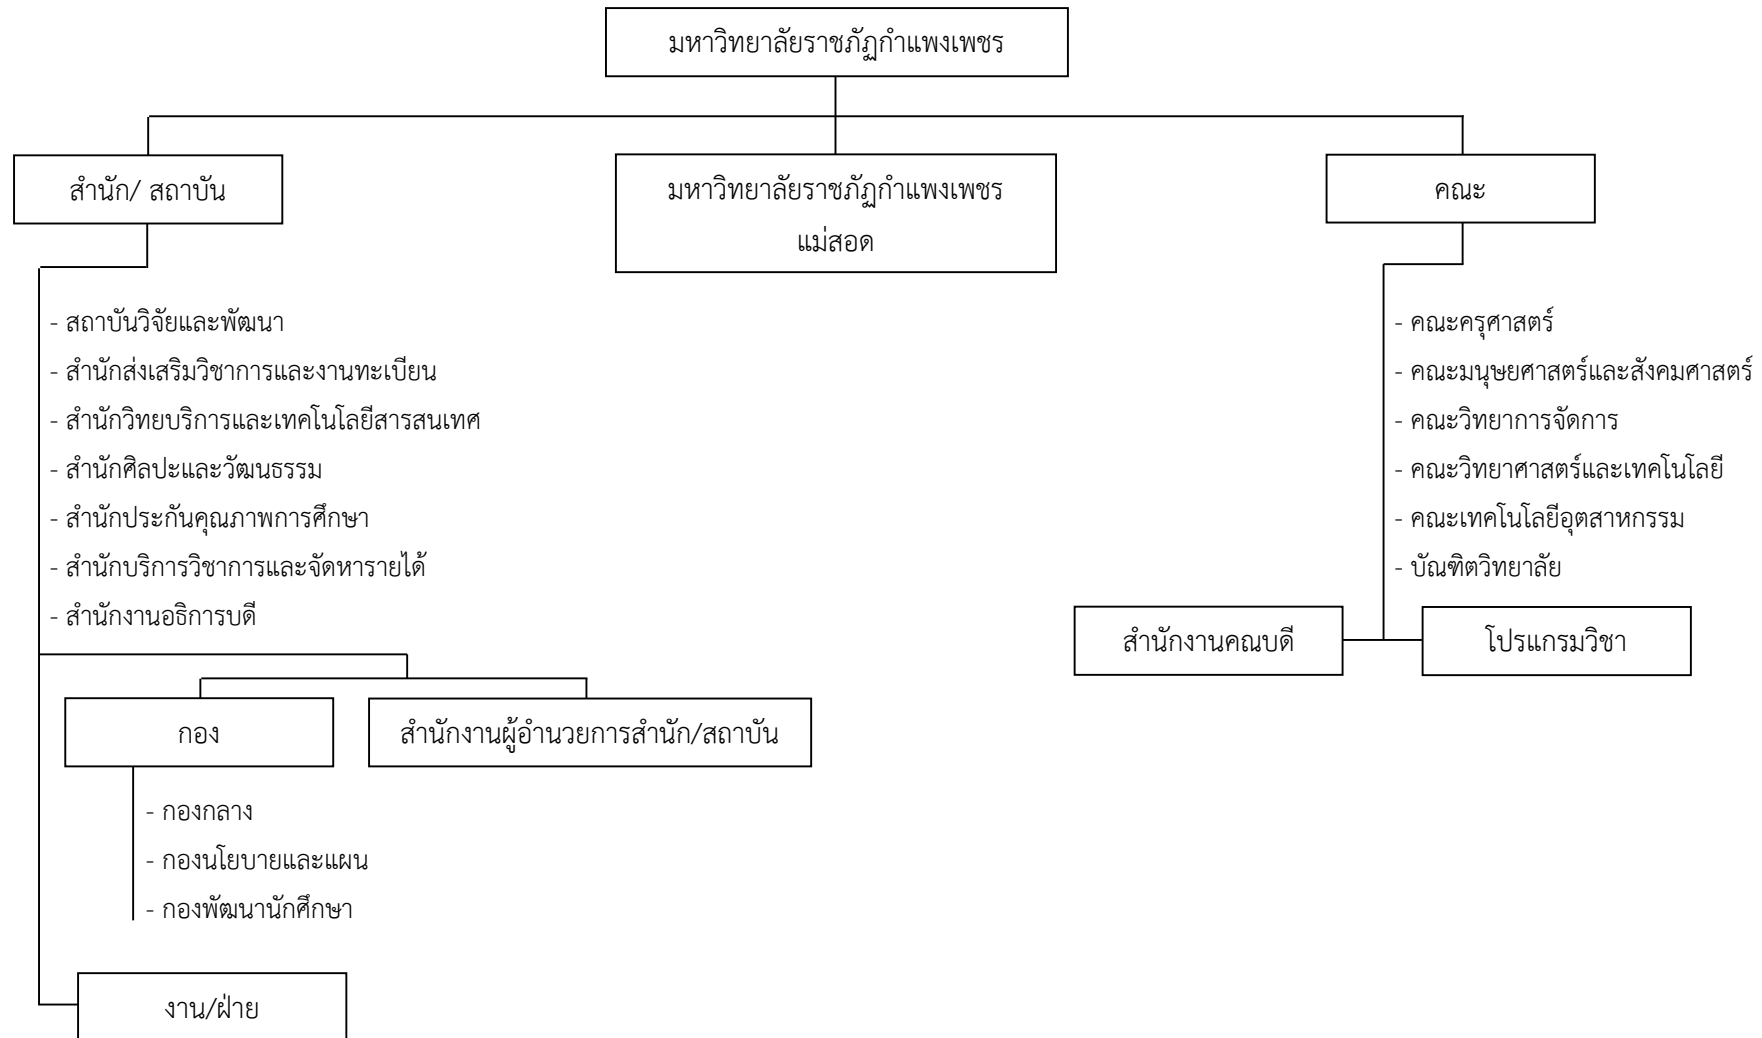 มหาวิทยาลัยราชภัฏกำแพงเพชร
สำนัก/ สถาบัน
มหาวิทยาลัยราชภัฏกำแพงเพชร
แม่สอด
คณะ
- สถาบันวิจัยและพัฒนา
- สำนักส่งเสริมวิชาการและงานทะเบียน
- สำนักวิทยบริการและเทคโนโลยีสารสนเทศ
- สำนักศิลปะและวัฒนธรรม
- สำนักประกันคุณภาพการศึกษา
- สำนักบริการวิชาการและจัดหารายได้
- สำนักงานอธิการบดี
- คณะครุศาสตร์
- คณะมนุษยศาสตร์และสังคมศาสตร์
- คณะวิทยาการจัดการ
- คณะวิทยาศาสตร์และเทคโนโลยี
- คณะเทคโนโลยีอุตสาหกรรม
- บัณฑิตวิทยาลัย
สำนักงานคณบดี
โปรแกรมวิชา
กอง
สำนักงานผู้อำนวยการสำนัก/สถาบัน
- กองกลาง
- กองนโยบายและแผน
- กองพัฒนานักศึกษา
งาน/ฝ่าย